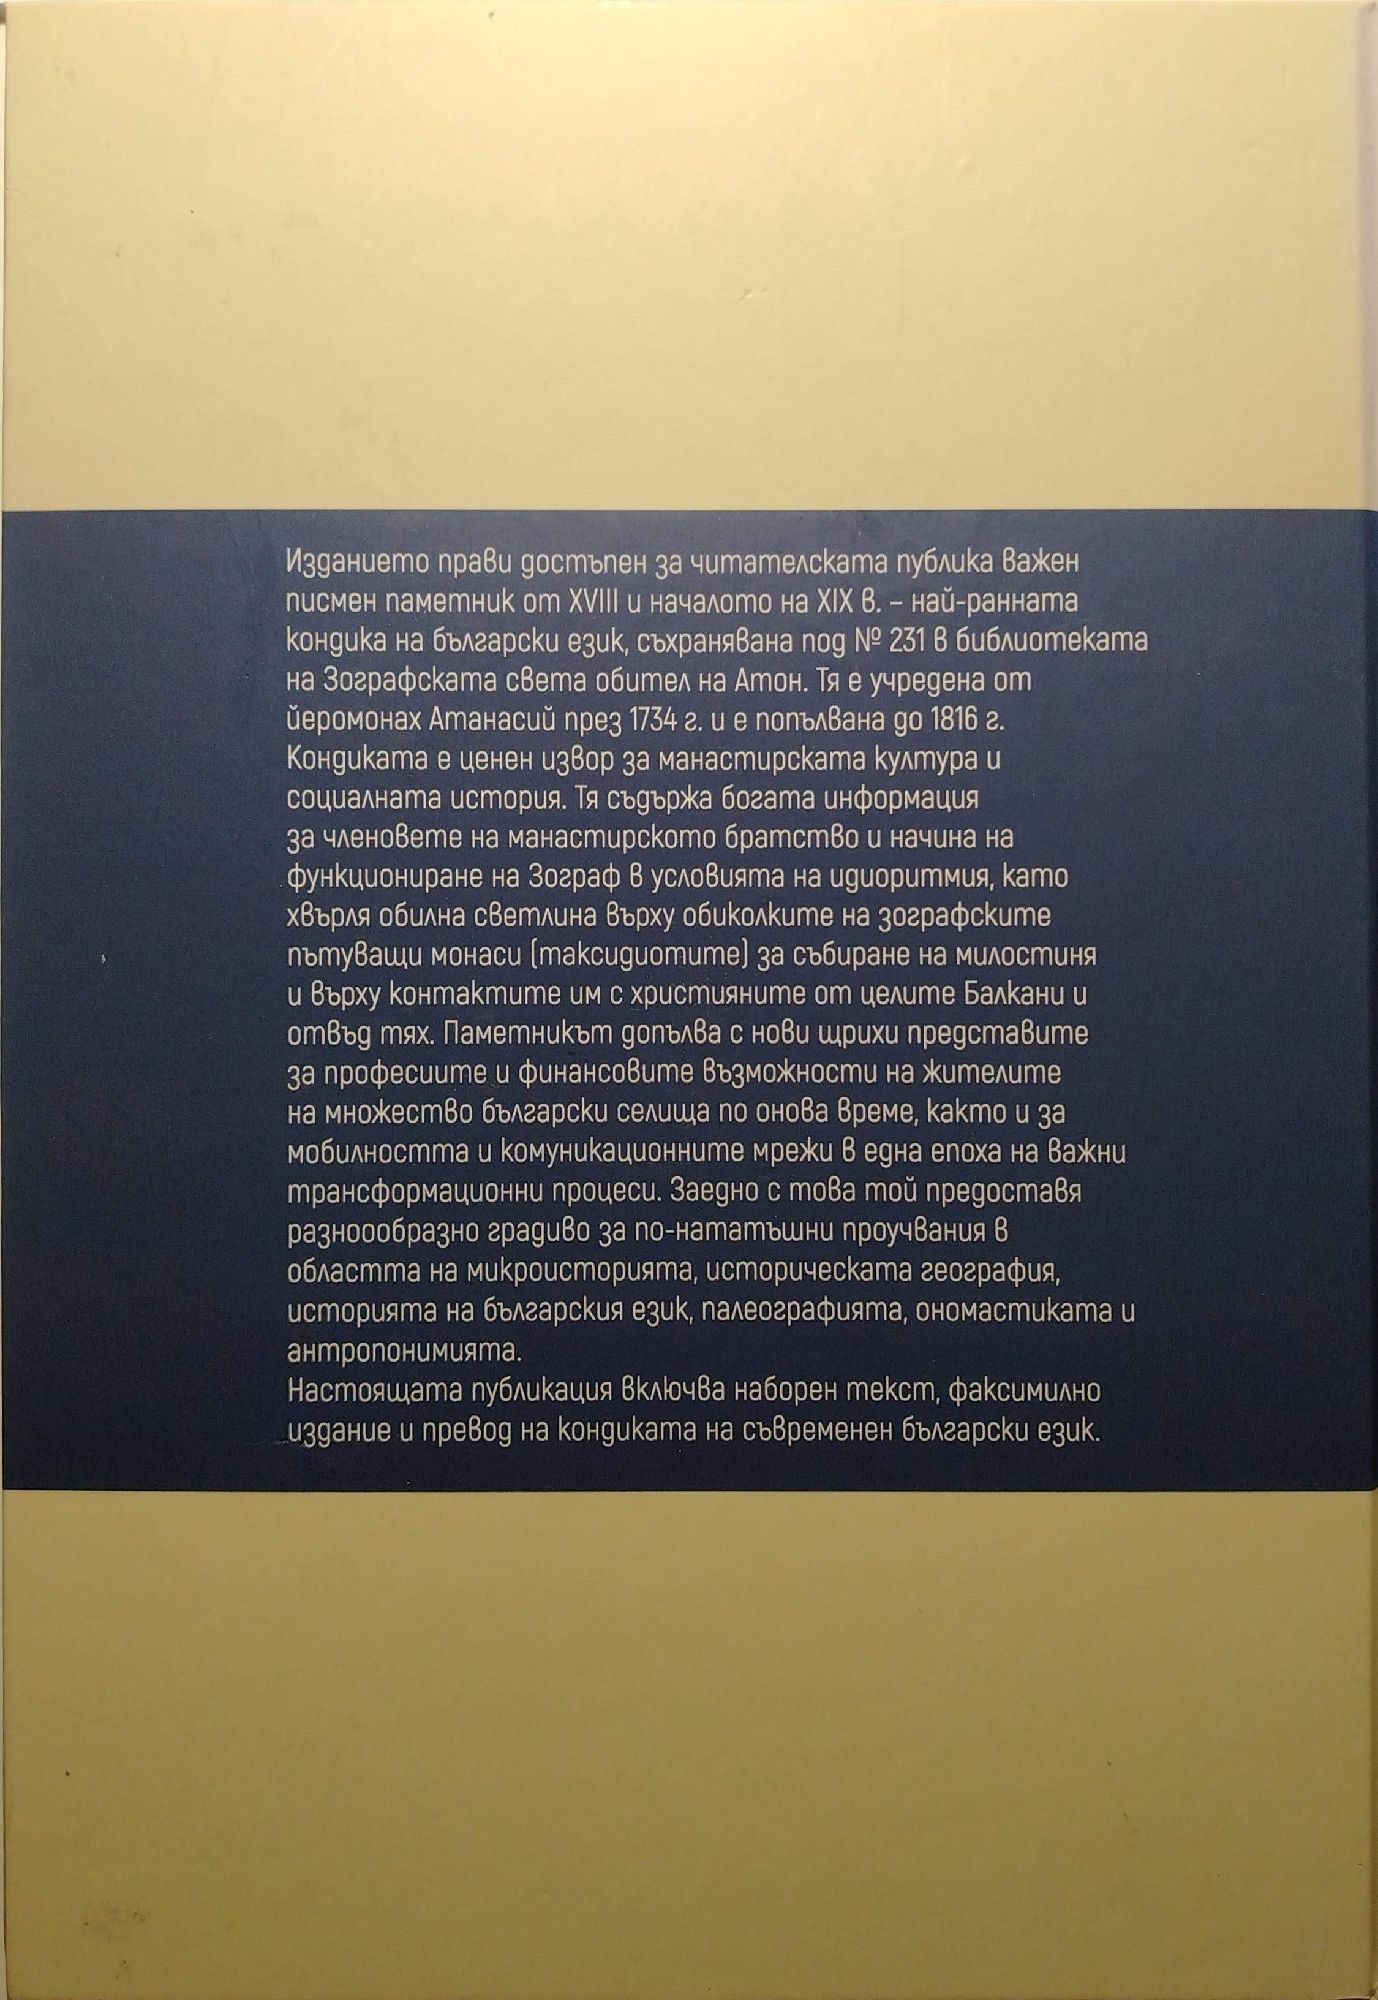 Изданието прави достъпен за читателската публика важен
писмен паметник от XVIII и началото на XIX в. – най-ранната
кондика на български език, съхранявана под № 231 в библиотеката
на Зографската света обител на Атон. Тя е учредена от
йеромонах Атанасий през 1734 г. и е попълвана до 1816 г.
Кондиката е ценен извор за манастирската култура и
социалната история. Тя съдържа богата информация
за членовете на манастирското братство и начина на
функциониране на Зограф в условията на идиоритмия, като
хвърля обилна светлина върху обиколките на зографските
пътуващи монаси (таксидиотите) за събиране на милостиня
и върху контактите им с християните от целите Балкани и
отвъд тях. Паметникът допълва с нови щрихи представите
за професиите и финансовите възможности на жителите
на множество български селища по онова време, както и за
мобилността и комуникационните мрежи в една епоха на важни
трансформационни процеси. Заедно с това той предоставя
разноообразно градиво за по-нататъшни проучвания в
областта на микроисторията, историческата география,
историята на българския език, палеографията, ономастиката и
антропонимията.
Настоящата публикация включва наборен текст, факсимилно
издание и превод на кондиката на съвременен български език.